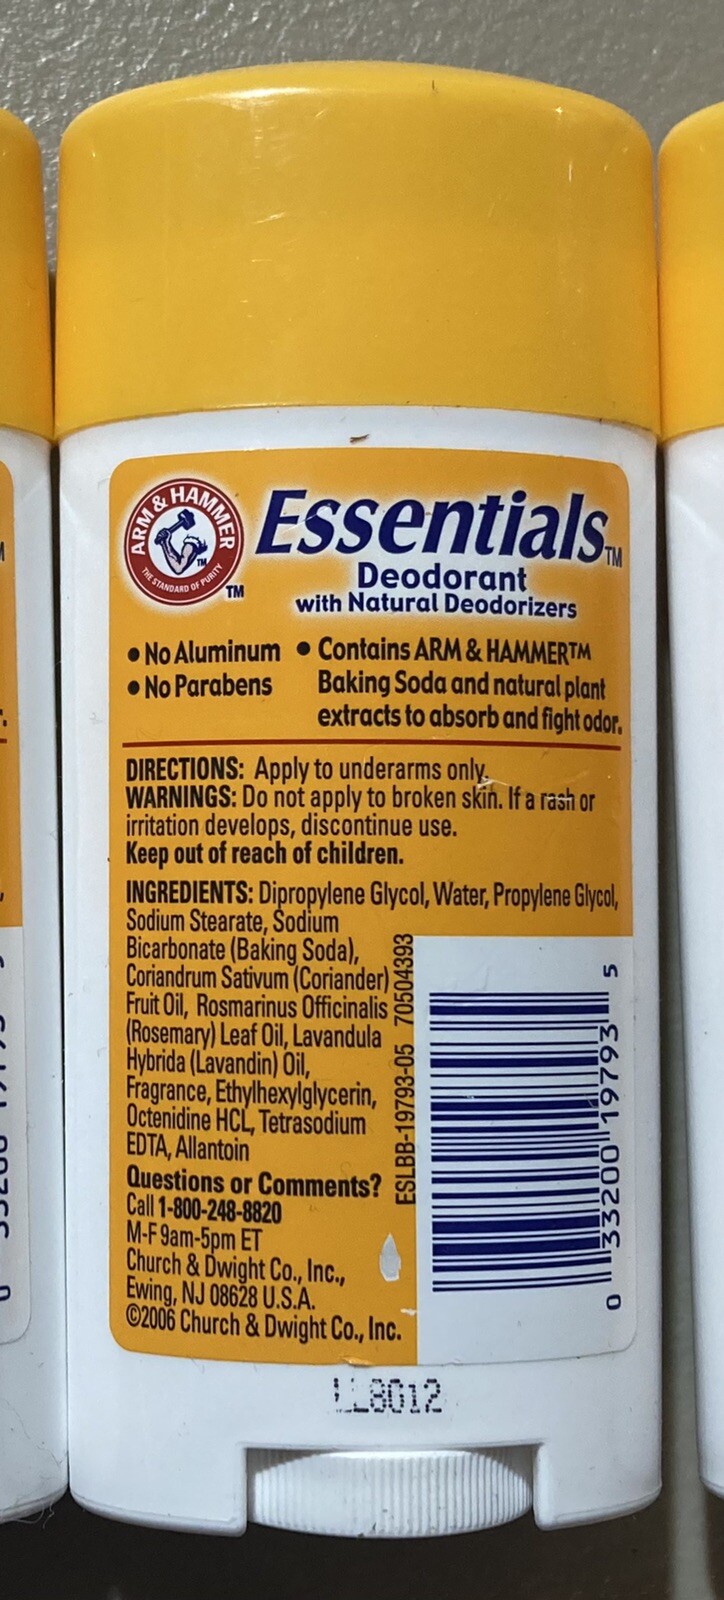 ARM & HAMMER
THE STANDARD OF PURITY
TM
TM
Essentials TM
Deodorant
with Natural Deodorizers
• No Aluminum
• No Parabens
• Contains ARM & HAMMER™
Baking Soda and natural plant
extracts to absorb and fight odor.
DIRECTIONS: Apply to underarms only.
WARNINGS: Do not apply to broken skin. If a rash or
irritation develops, discontinue use.
Keep out of reach of children.
INGREDIENTS: Dipropylene Glycol, Water, Propylene Glycol,
Sodium Stearate, Sodium
Bicarbonate (Baking Soda),
Coriandrum Sativum (Coriander)
Fruit Oil, Rosmarinus Officinalis
(Rosemary) Leaf Oil, Lavandula
Hybrida (Lavandin) Oil,
Fragrance, Ethylhexylglycerin,
Octenidine HCL, Tetrasodium
EDTA, Allantoin
Questions or Comments?
Call 1-800-248-8820
M-F 9am-5pm ET
Church & Dwight Co., Inc.,
Ewing, NJ 08628 U.S.A.
©2006 Church & Dwight Co., Inc.
ESLBB-19793-05 70504393
0 33200 19793 5